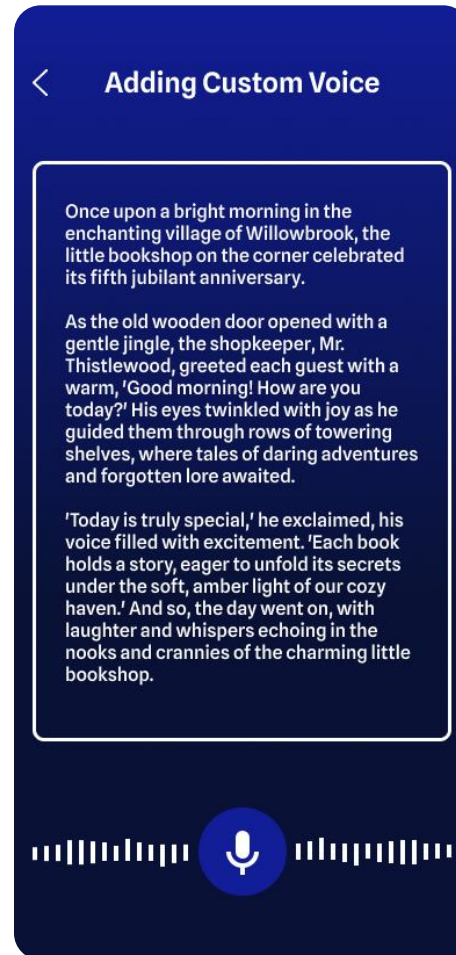 Adding Custom Voice
Once upon a bright morning in the
enchanting village of Willowbrook, the
little bookshop on the corner celebrated
its fifth jubilant anniversary.
As the old wooden door opened with a
gentle jingle, the shopkeeper, Mr.
Thistlewood, greeted each guest with a
warm, 'Good morning! How are you
today?' His eyes twinkled with joy as he
guided them through rows of towering
shelves, where tales of daring adventures
and forgotten lore awaited.
'Today is truly special,' he exclaimed, his
voice filled with excitement. 'Each book
holds a story, eager to unfold its secrets
under the soft, amber light of our cozy
haven.' And so, the day went on, with
laughter and whispers echoing in the
nooks and crannies of the charming little
bookshop.